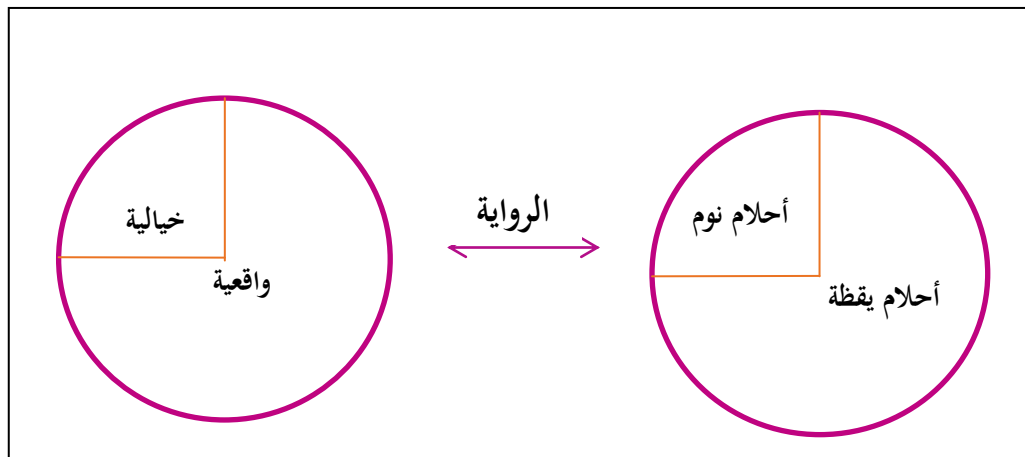 أحلام نوم
أحلام يقظة
الرواية
خيالية
واقعية